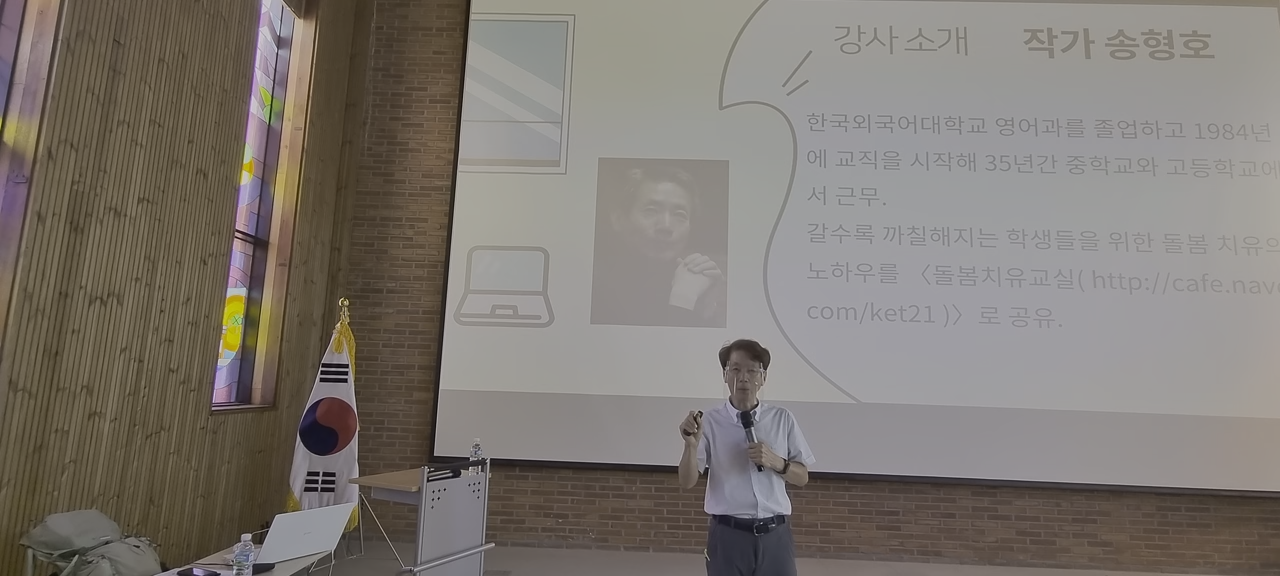 강사 소개 작가 송형호
한국외국어대학교 영어과를 졸업하고 1984년
에 교직을 시작해 35년간 중학교와 고등학교에
서 근무.
갈수록 까칠해지는 학생들을 위한 돌봄 치유의
노하우를 〈돌봄치유교실( http://cafe.nav
com/ket21 )〉로 공유.